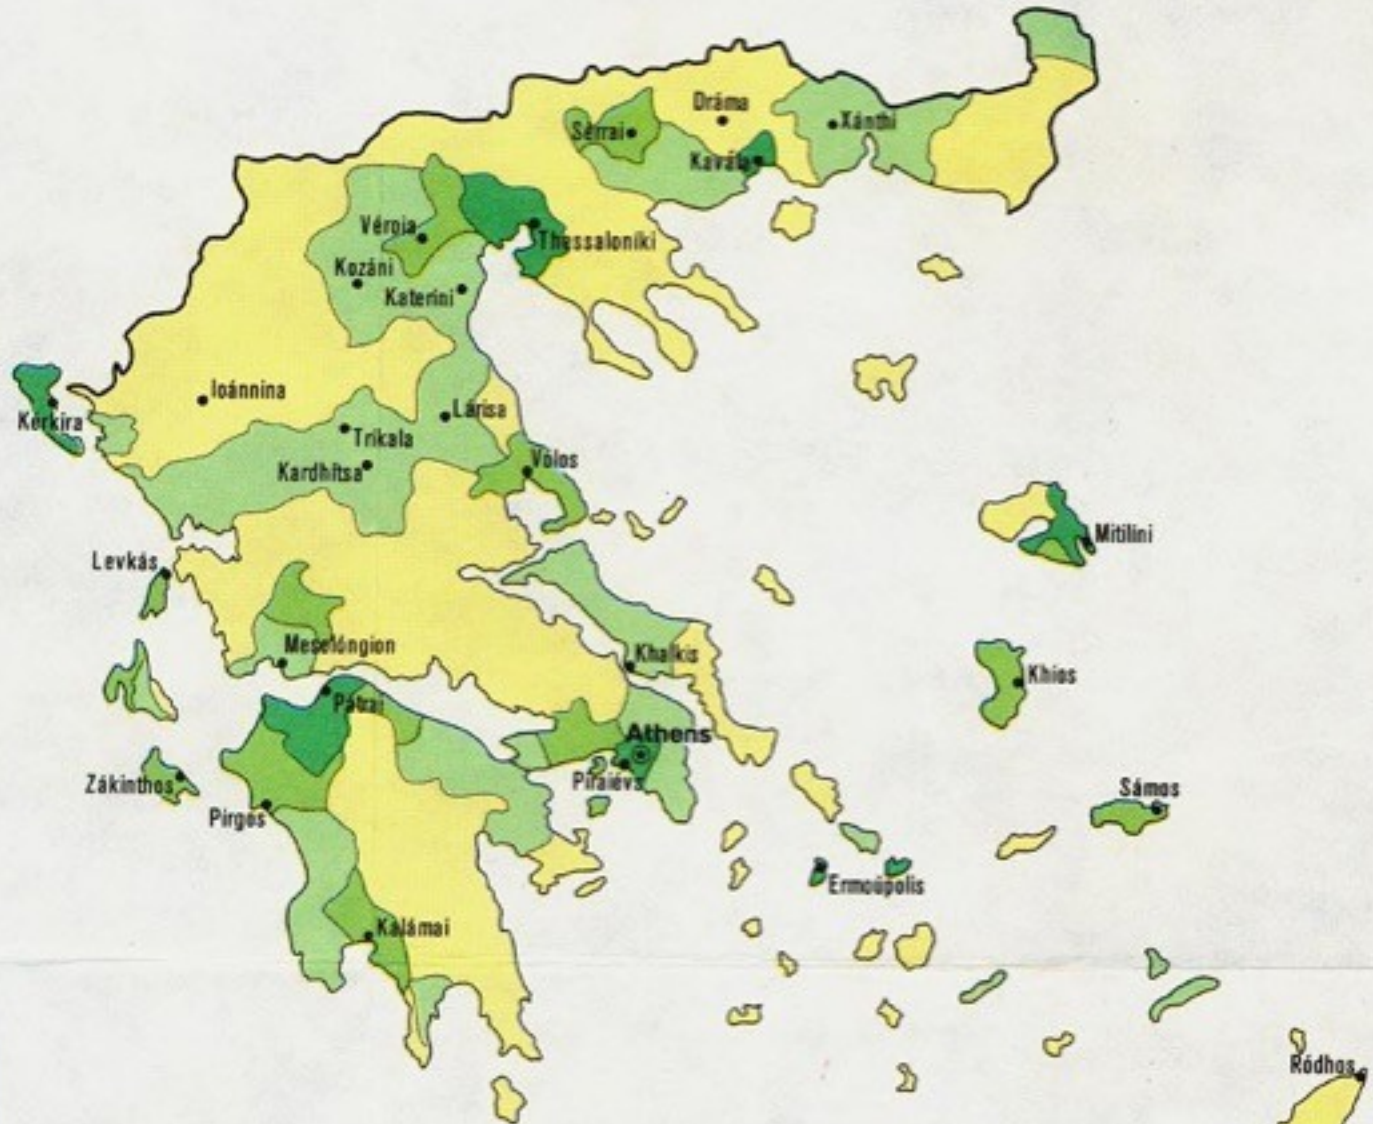 Dráma
Xánthi
Sérrai
Kavála
Véroia
Thessaloníki
Kozáni
Kateríni
Ioánnina
Kérkira
Lárisa
Tríkala
Kardhítsa
Vólos
Mitilíni
Levkás
Mesolóngion
Khalkís
Khíos
Pátrai
Athens
Piraiévs
Zákinthos
Pírgos
Sámos
Ermoúpolis
Kalámai
Ródhos